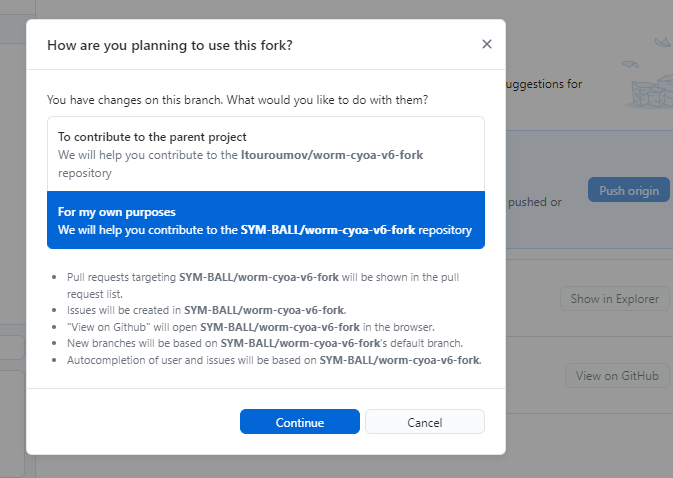 How are you planning to use this fork?
You have changes on this branch. What would you like to do with them?
To contribute to the parent project
We will help you contribute to the ltouroumov/worm-cyoa-v6-fork
repository
For my own purposes
We will help you contribute to the SYM-BALL/worm-cyoa-v6-fork repository
Pull requests targeting SYM-BALL/worm-cyoa-v6-fork will be shown in the pull
request list.
Issues will be created in SYM-BALL/worm-cyoa-v6-fork.
"View on Github" will open SYM-BALL/worm-cyoa-v6-fork in the browser.
New branches will be based on SYM-BALL/worm-cyoa-v6-fork's default branch.
Autocompletion of user and issues will be based on SYM-BALL/worm-cyoa-v6-fork.
Continue
Cancel
uggestions for
Push origin
pushed or
Show in Explorer
View on GitHub